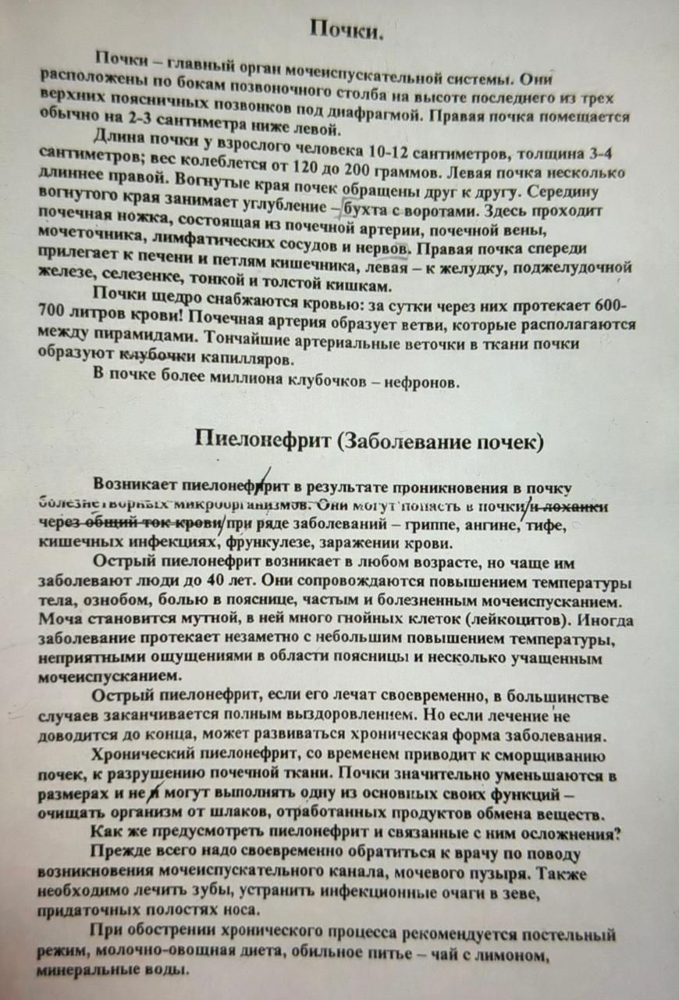 Почки.
Почки – главный орган мочеиспускательной системы. Они
расположены по бокам позвоночного столба на высоте последнего из трех
верхних поясничных позвонков под диафрагмой. Правая почка помещается
обычно на 2-3 сантиметра ниже левой.
Длина почки у взрослого человека 10-12 сантиметров, толщина 3-4
сантиметров; вес колеблется от 120 до 200 граммов. Левая почка несколько
длиннее правой. Вогнутые края почек обращены друг к другу. Середину
вогнутого края занимает углубление – бухта с воротами. Здесь проходит
почечная ножка, состоящая из почечной артерии, почечной вены,
мочеточника, лимфатических сосудов и нервов. Правая почка спереди
прилегает к печени и петлям кишечника, левая – к желудку, поджелудочной
железе, селезенке, тонкой и толстой кишкам.
Почки щедро снабжаются кровью: за сутки через них протекает 600-
700 литров крови! Почечная артерия образует ветви, которые располагаются
между пирамидами. Тончайшие артериальные веточки в ткани почки
образуют клубочки капилляров.
В почке более миллиона клубочков – нефронов.
Пиелонефрит (Заболевание почек)
Возникает пиелонефрит в результате проникновения в почку
болезнетворных микроорганизмов. Они могут попасть в почки и лоханки
через общий ток крови при ряде заболеваний – гриппе, ангине, тифе,
кишечных инфекциях, фрункулезе, заражении крови.
Острый пиелонефрит возникает в любом возрасте, но чаще им
заболевают люди до 40 лет. Они сопровождаются повышением температуры
тела, ознобом, болью в пояснице, частым и болезненным мочеиспусканием.
Моча становится мутной, в ней много гнойных клеток (лейкоцитов). Иногда
заболевание протекает незаметно с небольшим повышением температуры,
неприятными ощущениями в области поясницы и несколько учащенным
мочеиспусканием.
Острый пиелонефрит, если его лечат своевременно, в большинстве
случаев заканчивается полным выздоровлением. Но если лечение не
доводится до конца, может развиваться хроническая форма заболевания.
Хронический пиелонефрит, со временем приводит к сморщиванию
почек, к разрушению почечной ткани. Почки значительно уменьшаются в
размерах и не могут выполнять одну из основных своих функций –
очищать организм от шлаков, отработанных продуктов обмена веществ.
Как же предусмотреть пиелонефрит и связанные с ним осложнения?
Прежде всего надо своевременно обратиться к врачу по поводу
возникновения мочеиспускательного канала, мочевого пузыря. Также
необходимо лечить зубы, устранить инфекционные очаги в зеве,
придаточных полостях носа.
При обострении хронического процесса рекомендуется постельный
режим, молочно-овощная диета, обильное питье – чай с лимоном,
минеральные воды.